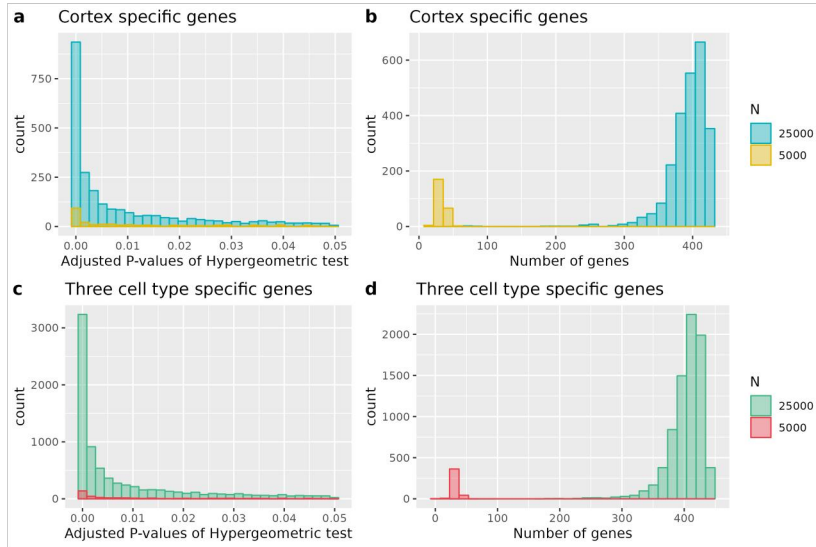 a Cortex specific genes
count
750
500
250
0
0.00 0.01 0.02 0.03 0.04 0.05
Adjusted P-values of Hypergeometric test
b Cortex specific genes
count
600
400
200
0
0 100 200 300 400
Number of genes
N
25000
5000
c Three cell type specific genes
count
3000
2000
1000
0
0.00 0.01 0.02 0.03 0.04 0.05
Adjusted P-values of Hypergeometric test
d Three cell type specific genes
count
2000
1500
1000
500
0
0 100 200 300 400
Number of genes
N
25000
5000